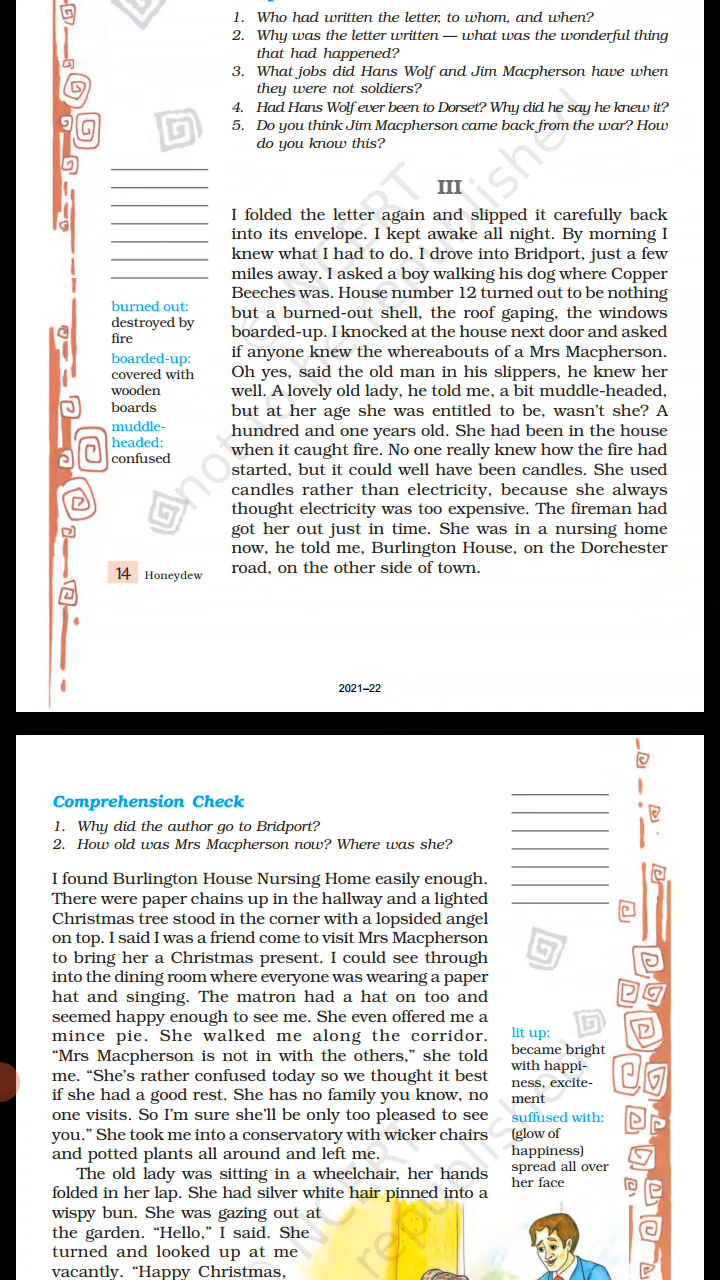 1. Who had written the letter, to whom, and when?
2. Why was the letter written — what was the wonderful thing
that had happened?
3. What jobs did Hans Wolf and Jim Macpherson have when
they were not soldiers?
4. Had Hans Wolf ever been to Dorset? Why did he say he knew it?
5. Do you think Jim Macpherson came back from the war? How
do you know this?
III
I folded the letter again and slipped it carefully back
into its envelope. I kept awake all night. By morning I
knew what I had to do. I drove into Bridport, just a few
miles away. I asked a boy walking his dog where Copper
Beeches was. House number 12 turned out to be nothing
but a burned-out shell, the roof gaping, the windows
boarded-up. I knocked at the house next door and asked
if anyone knew the whereabouts of a Mrs Macpherson.
Oh yes, said the old man in his slippers, he knew her
well. A lovely old lady, he told me, a bit muddle-headed,
but at her age she was entitled to be, wasn't she? A
hundred and one years old. She had been in the house
when it caught fire. No one really knew how the fire had
started, but it could well have been candles. She used
candles rather than electricity, because she always
thought electricity was too expensive. The fireman had
got her out just in time. She was in a nursing home
now, he told me, Burlington House, on the Dorchester
road, on the other side of town.
burned out:
destroyed by
fire
boarded-up:
covered with
wooden
boards
muddle-
headed:
confused
14 Honeydew
© NCERT
not to be republished
2021–22
Comprehension Check
1. Why did the author go to Bridport?
2. How old was Mrs Macpherson now? Where was she?
I found Burlington House Nursing Home easily enough.
There were paper chains up in the hallway and a lighted
Christmas tree stood in the corner with a lopsided angel
on top. I said I was a friend come to visit Mrs Macpherson
to bring her a Christmas present. I could see through
into the dining room where everyone was wearing a paper
hat and singing. The matron had a hat on too and
seemed happy enough to see me. She even offered me a
mince pie. She walked me along the corridor.
“Mrs Macpherson is not in with the others,” she told
me. “She's rather confused today so we thought it best
if she had a good rest. She has no family you know, no
one visits. So I'm sure she'll be only too pleased to see
you.” She took me into a conservatory with wicker chairs
and potted plants all around and left me.
The old lady was sitting in a wheelchair, her hands
folded in her lap. She had silver white hair pinned into a
wispy bun. She was gazing out at
the garden. “Hello,” I said. She
turned and looked up at me
vacantly. “Happy Christmas,
lit up:
became bright
with happi-
ness, excite-
ment
suffused with:
(glow of
happiness)
spread all over
her face
© NCERT
republished